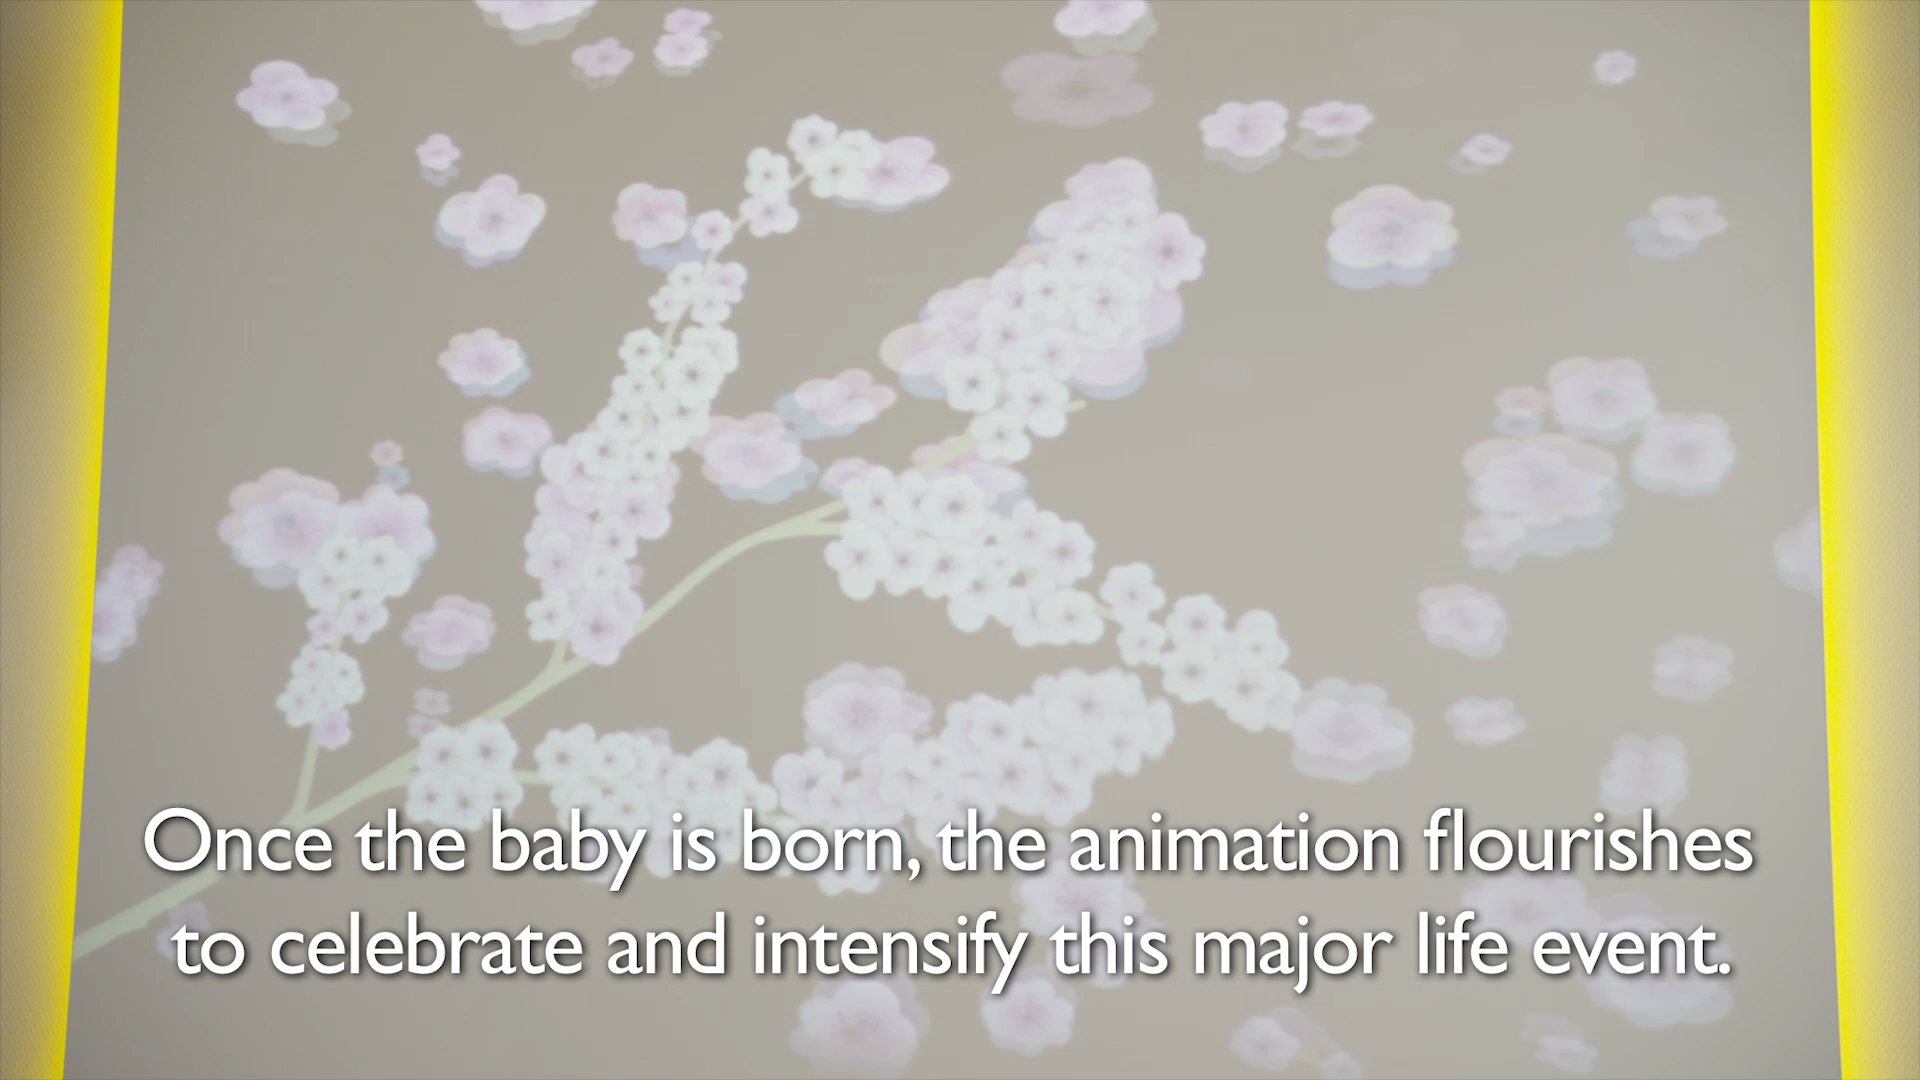 Once the baby is born, the animation flourishes
to celebrate and intensify this major life event.